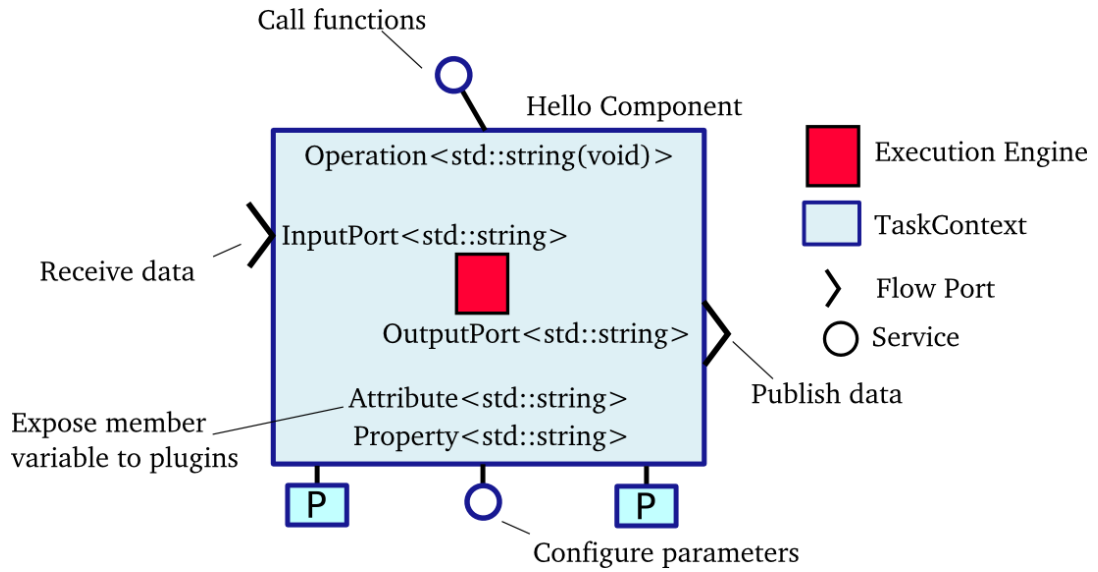 Call functions
Hello Component
Operation<std::string(void)>
Execution Engine
TaskContext
InputPort<std::string>
Receive data
Flow Port
OutputPort<std::string>
Service
Publish data
Attribute<std::string>
Expose member
variable to plugins
Property<std::string>
P
P
Configure parameters